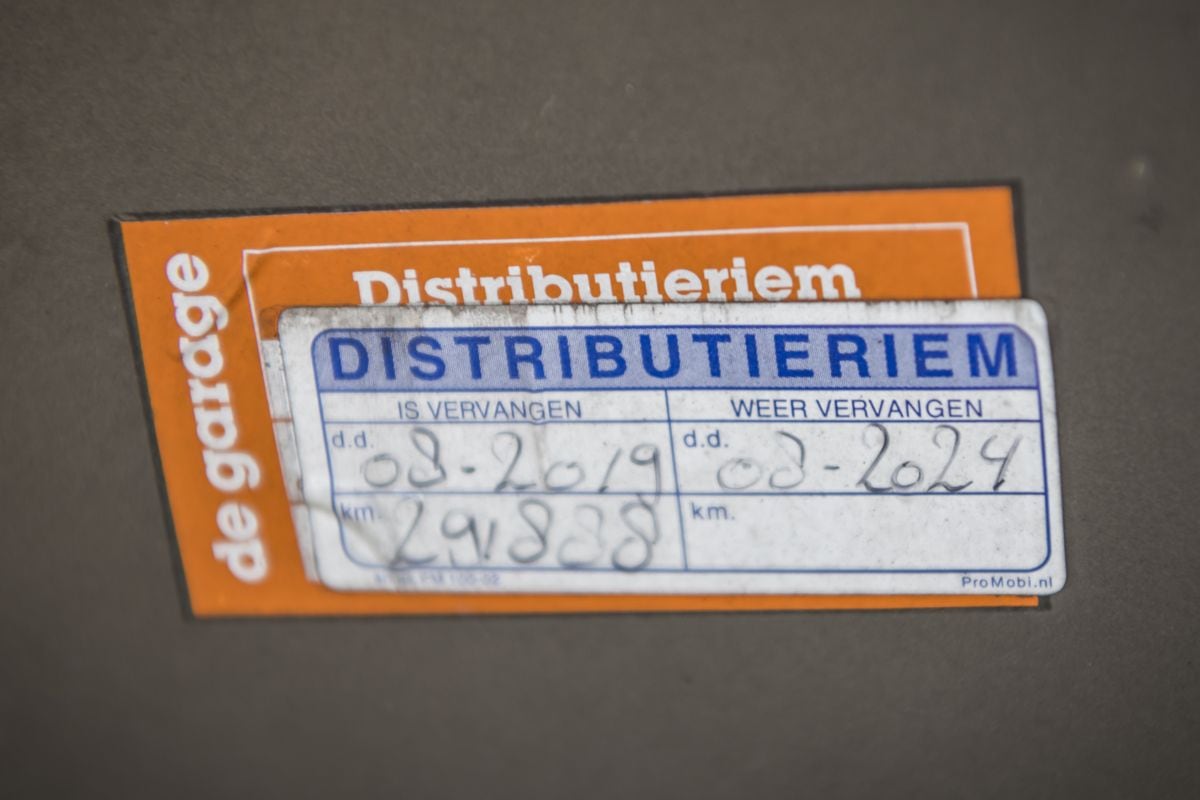 de garage
Distributieriem
DISTRIBUTIERIEM
IS VERVANGEN
WEER VERVANGEN
d.d. 08-2019
d.d. 08-2024
km. 291888
km.
ProMobi.nl